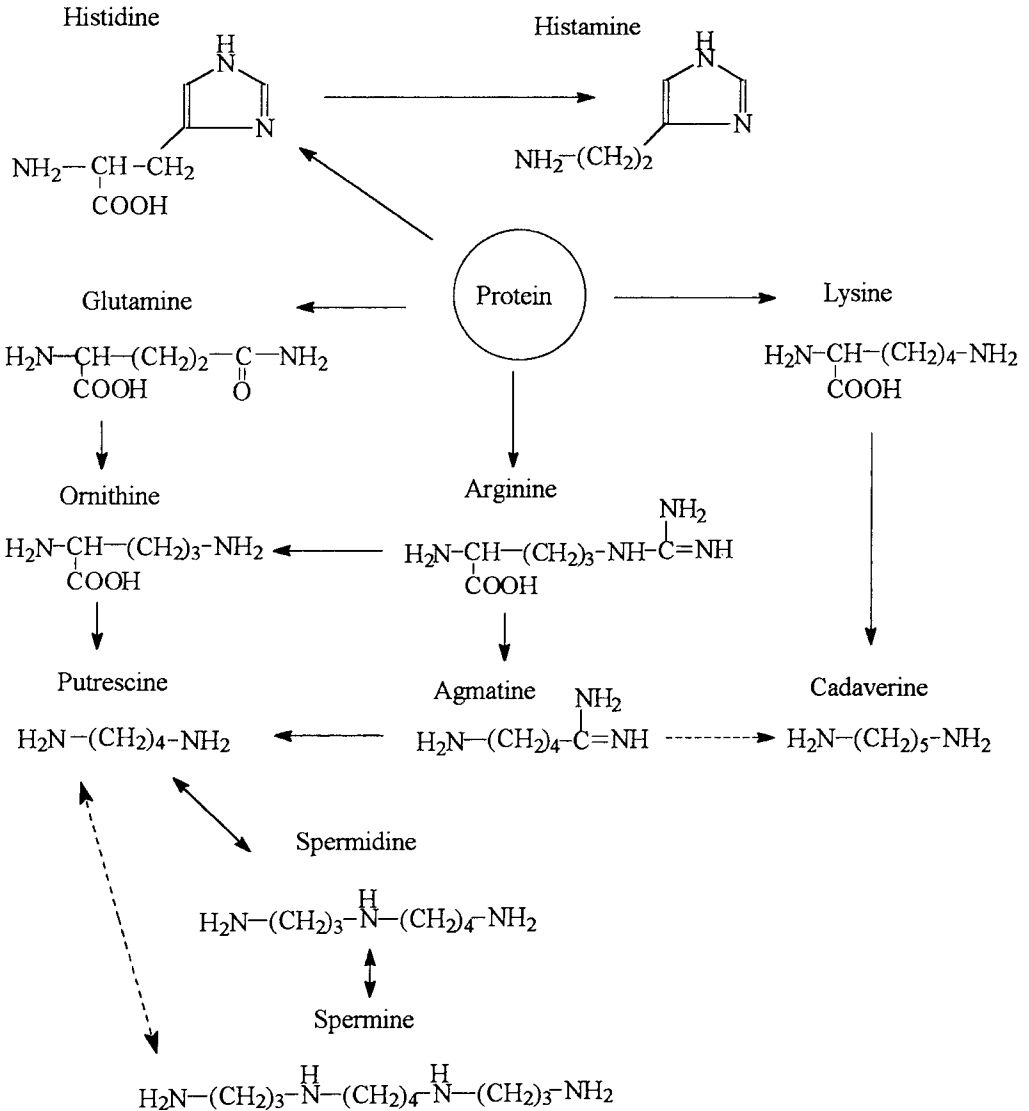 Histidine
Histamine
H
N
N
NH₂—CH—CH₂
COOH
H
N
N
NH₂—(CH₂)₂
Protein
Glutamine
H₂N—CH—(CH₂)₂—C—NH₂
COOH O
Lysine
H₂N—CH—(CH₂)₄—NH₂
COOH
Ornithine
H₂N—CH—(CH₂)₃—NH₂
COOH
Arginine
NH₂
H₂N—CH—(CH₂)₃—NH—C=NH
COOH
Putrescine
H₂N—(CH₂)₄—NH₂
Agmatine
NH₂
H₂N—(CH₂)₄—C=NH
Cadaverine
H₂N—(CH₂)₅—NH₂
Spermidine
H
H₂N—(CH₂)₃—N—(CH₂)₄—NH₂
Spermine
H H
H₂N—(CH₂)₃—N—(CH₂)₄—N—(CH₂)₃—NH₂